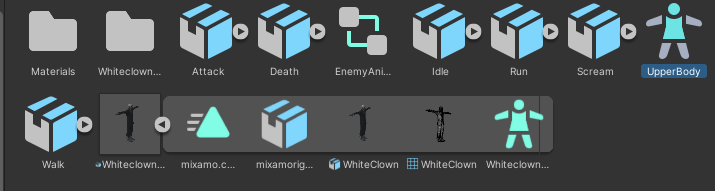 Materials
Whiteclown...
Attack
Death
EnemyAni...
Idle
Run
Scream
UpperBody
Walk
Whiteclown...
mixamo.c...
mixamorig...
WhiteClown
WhiteClown
Whiteclown...